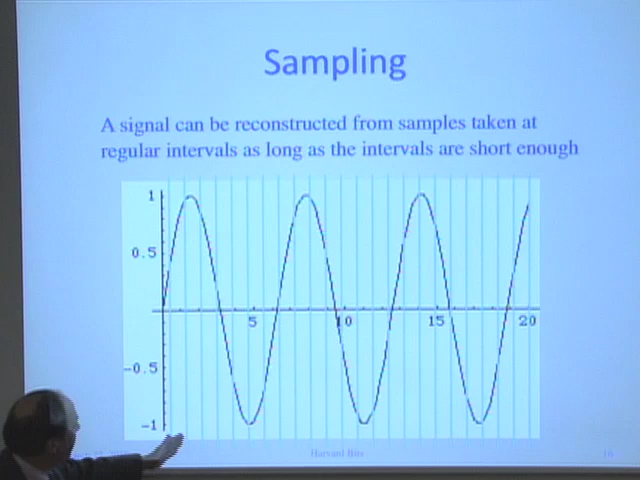 Sampling
A signal can be reconstructed from samples taken at
regular intervals as long as the intervals are short enough
1
0.5
5
10
15
20
-0.5
-1
Harvard Bits
16